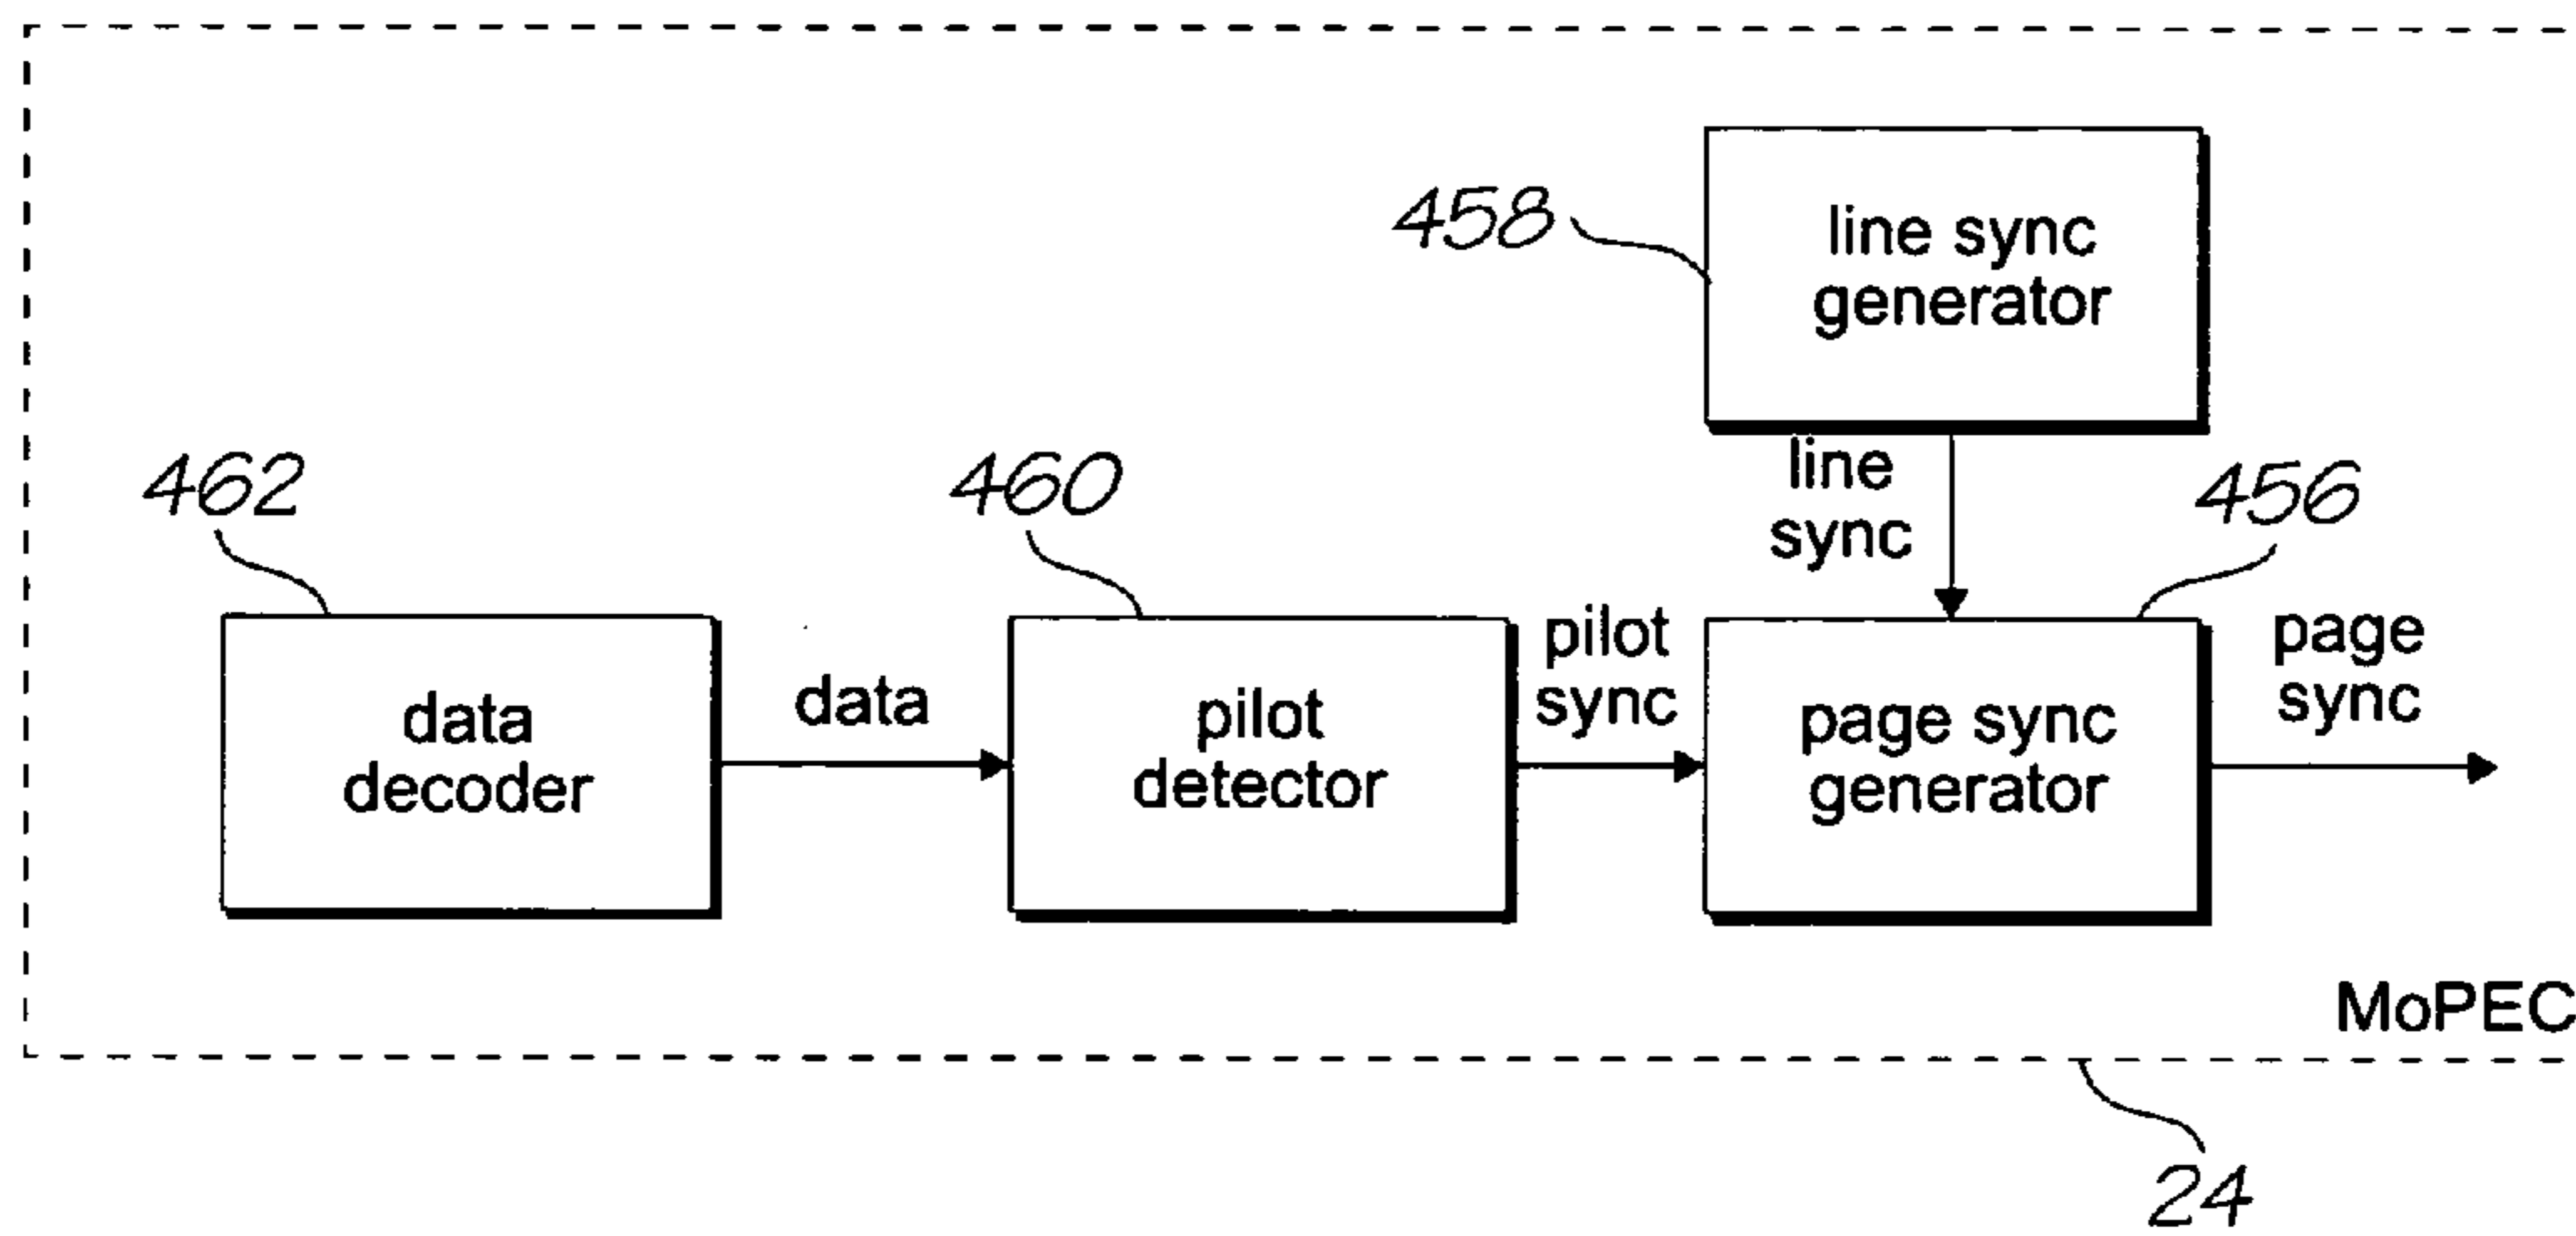 458
line sync
generator
line
sync
462
460
456
data
decoder
data
pilot
detector
pilot
sync
page sync
generator
page
sync
MoPEC
24